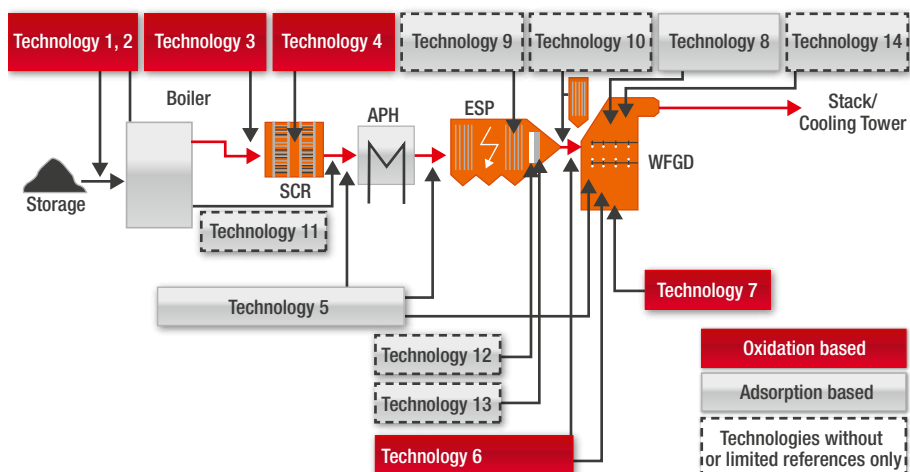 Technology 1, 2
Technology 3
Technology 4
Technology 9
Technology 10
Technology 8
Technology 14
Boiler
APH
ESP
Stack/
Cooling Tower
WFGD
SCR
Storage
Technology 11
Technology 5
Technology 7
Technology 12
Technology 13
Technology 6
Oxidation based
Adsorption based
Technologies without
or limited references only